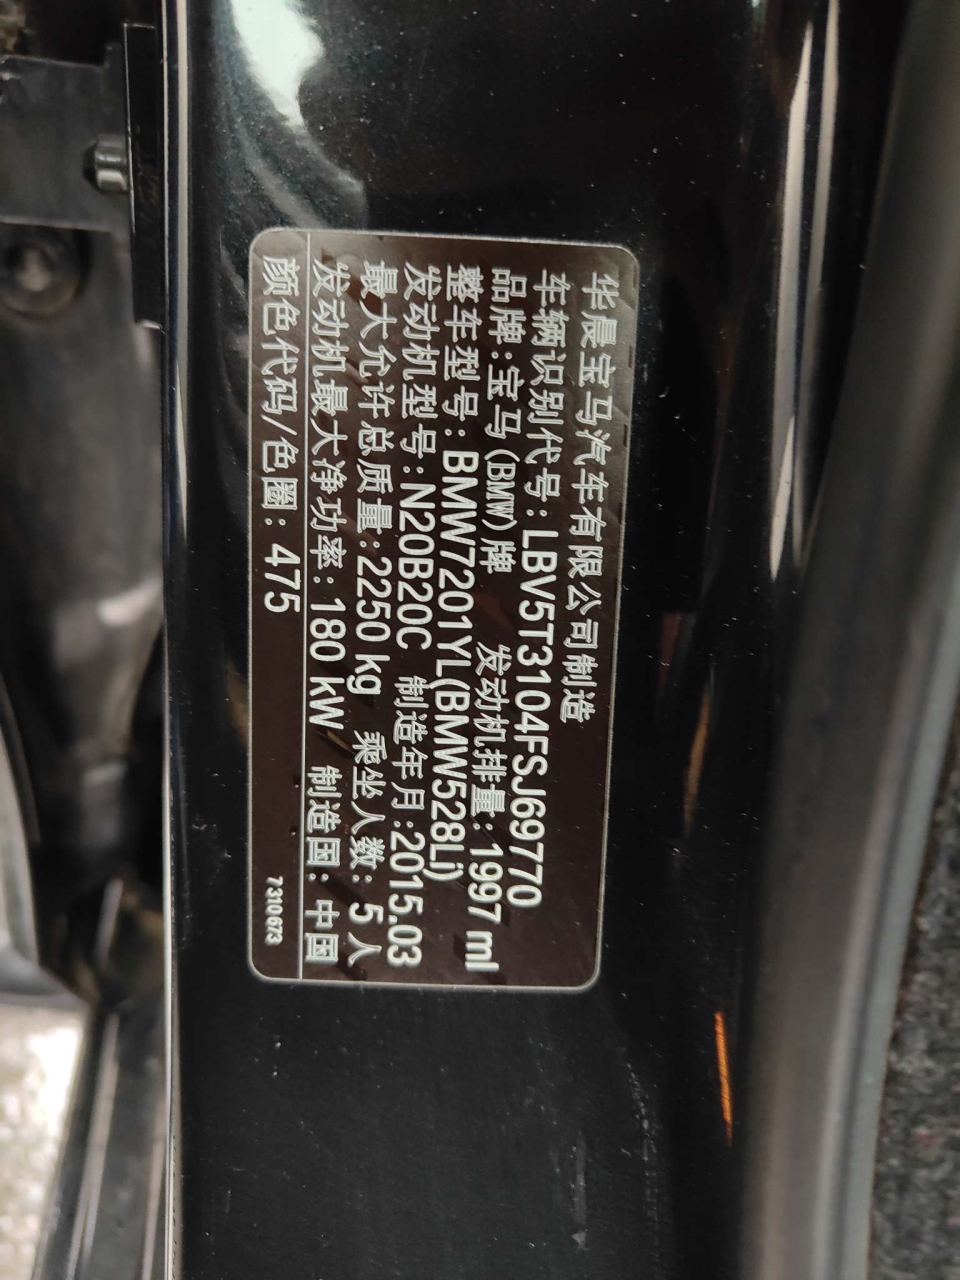 华晨宝马汽车有限公司制造
车辆识别代号:LBV5T3104FSJ69770
品牌:宝马(BMW)牌 发动机排量:1997 ml
整车型号:BMW7201YL(BMW528Li)
发动机型号:N20B20C 制造年月:2015.03
最大允许总质量:2250 kg 乘坐人数: 5 人
发动机最大净功率: 180 kW 制造国: 中国
颜色代码/色圈: 475 7310673